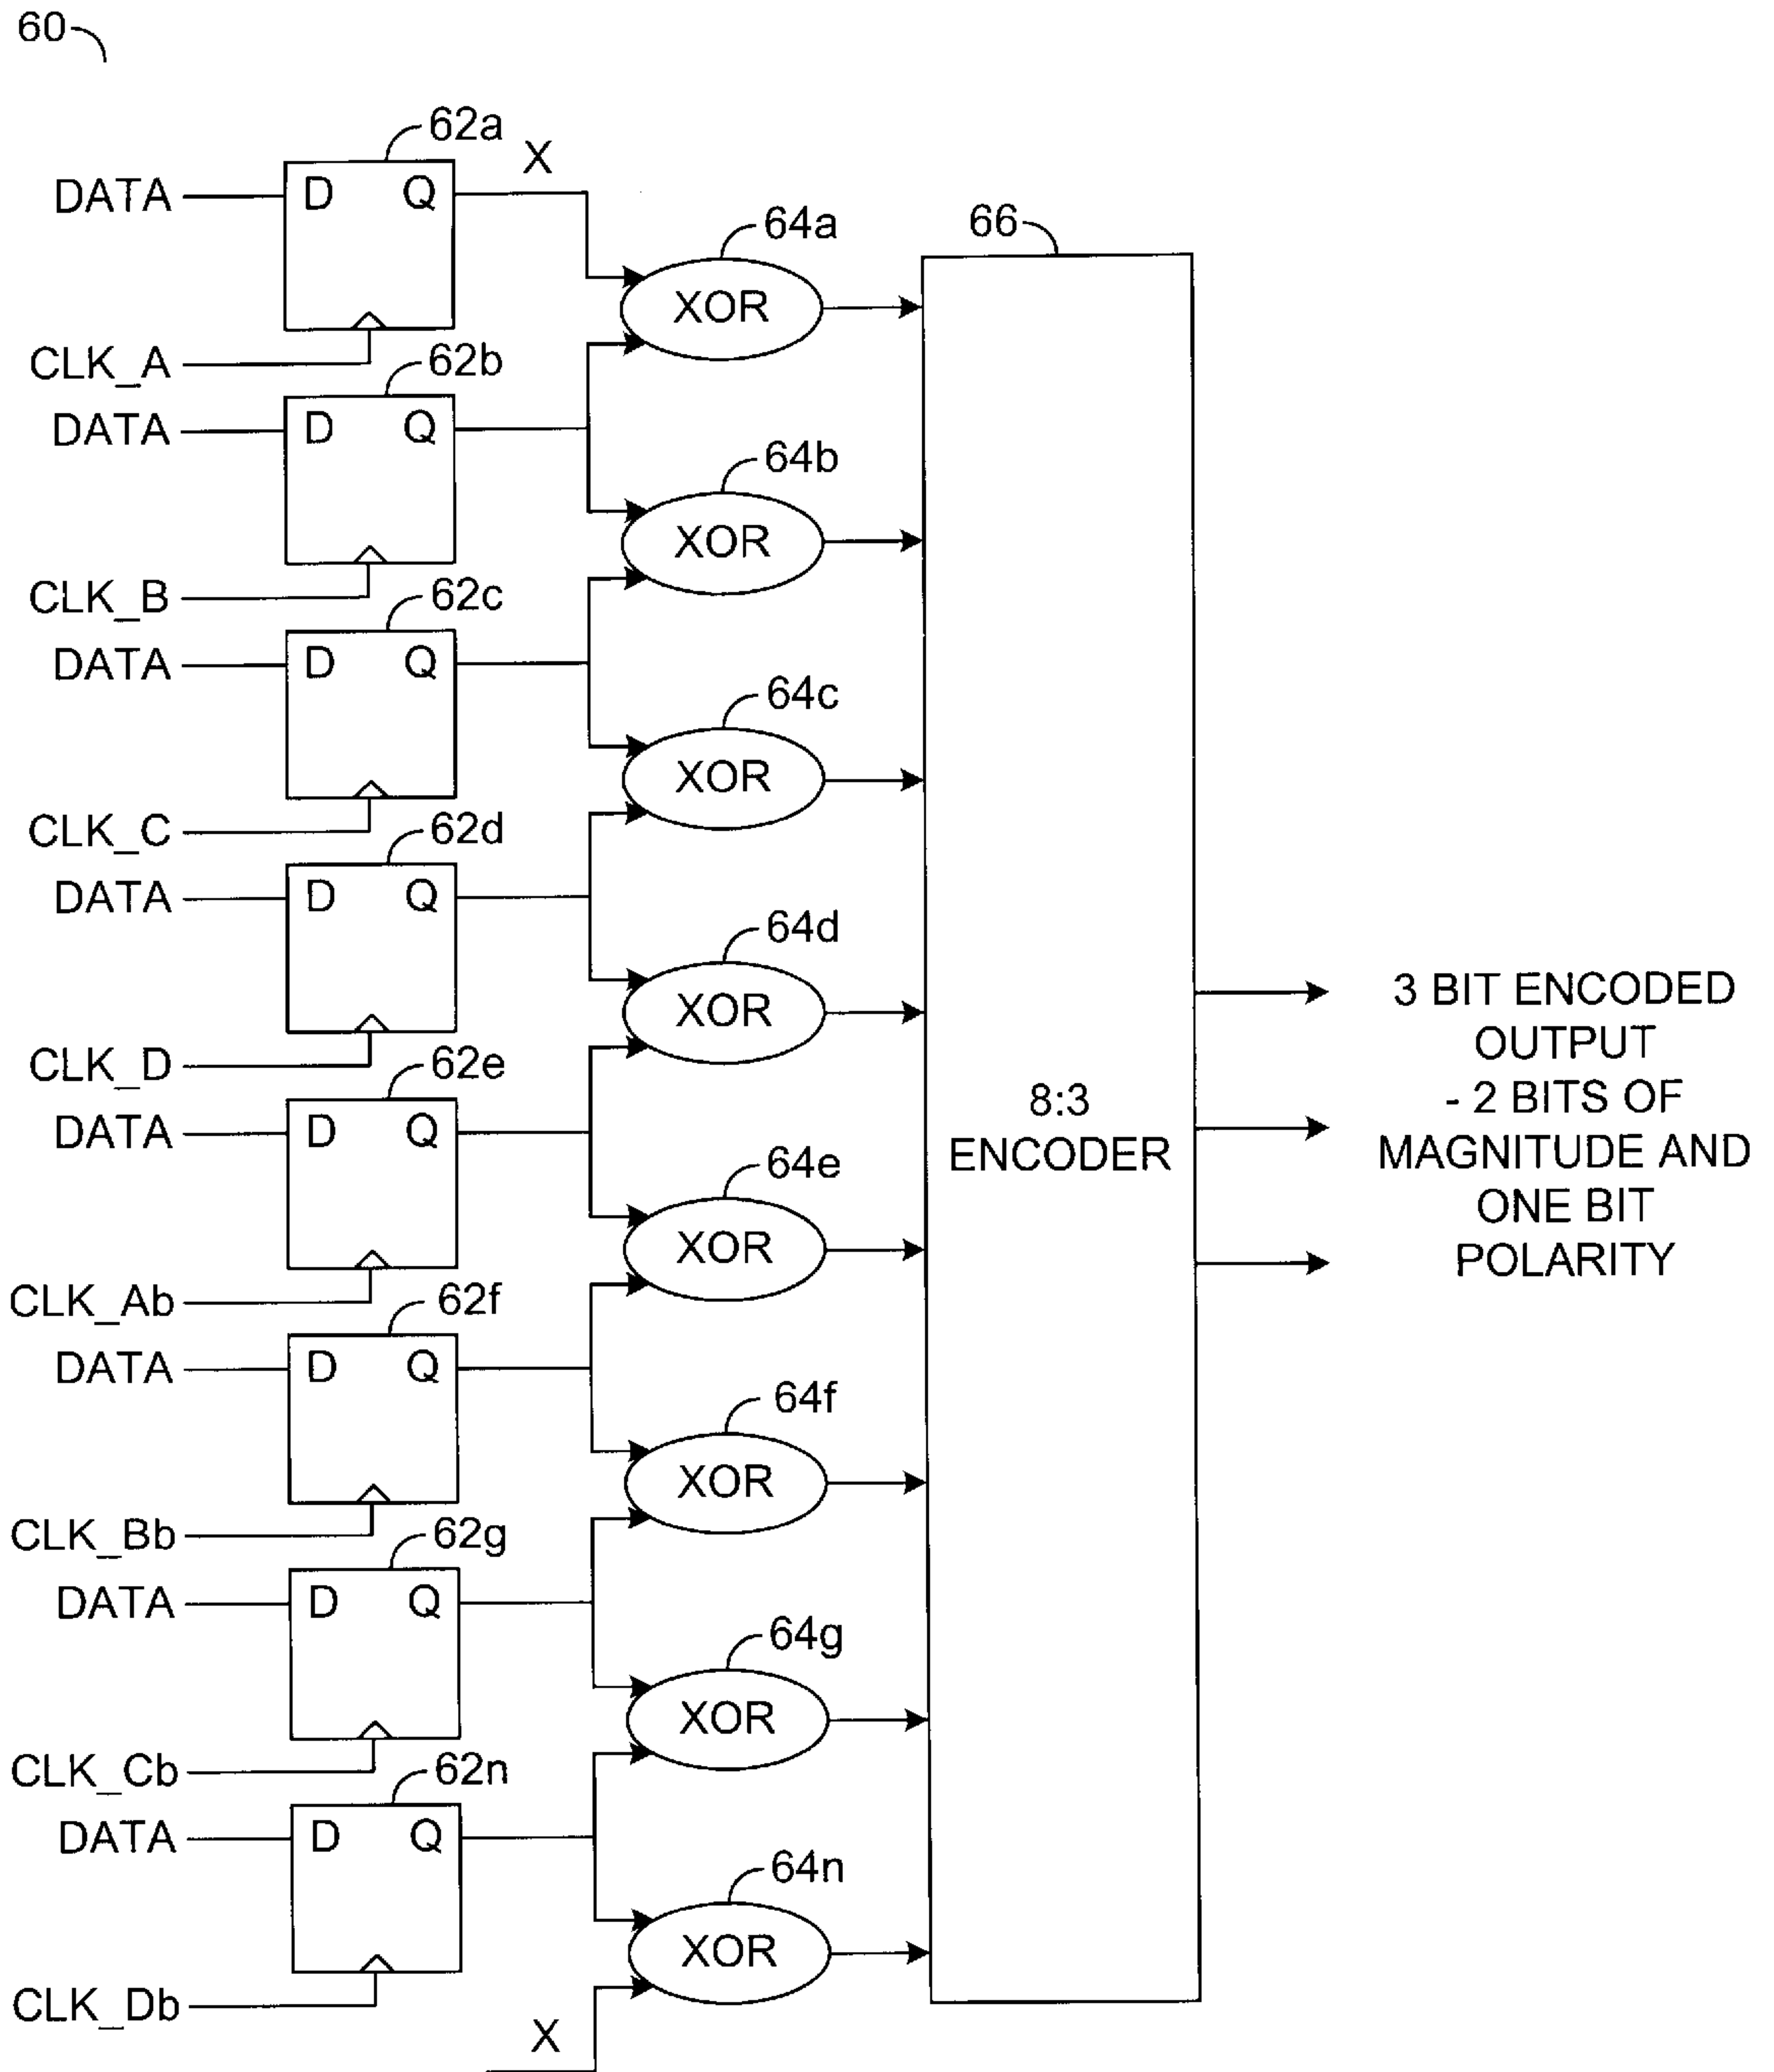 60
62a
X
DATA
D Q
64a
66
XOR
CLK_A
62b
DATA
D Q
64b
XOR
CLK_B
62c
DATA
D Q
64c
XOR
CLK_C
62d
DATA
D Q
64d
XOR
CLK_D
62e
DATA
D Q
64e
XOR
8:3
ENCODER
3 BIT ENCODED
OUTPUT
- 2 BITS OF
MAGNITUDE AND
ONE BIT
POLARITY
CLK_Ab
62f
DATA
D Q
64f
XOR
CLK_Bb
62g
DATA
D Q
64g
XOR
CLK_Cb
62n
DATA
D Q
64n
XOR
CLK_Db
X